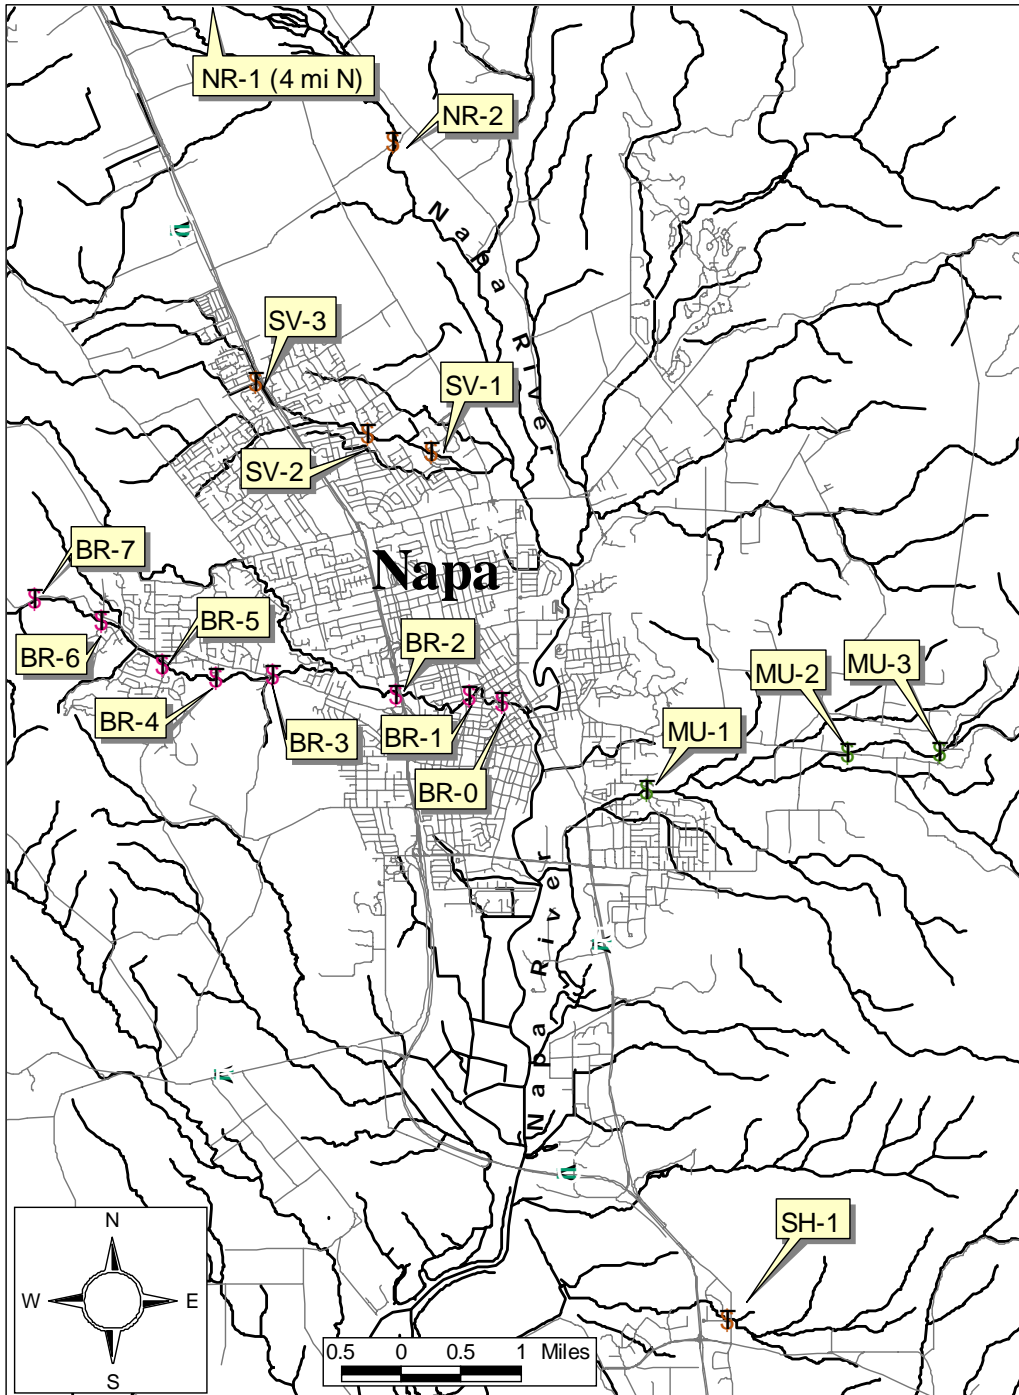 NR-1 (4 mi N)
NR-2
Napa River
SV-3
SV-1
SV-2
Napa
BR-7
BR-5
BR-6
BR-2
BR-4
BR-3
BR-1
BR-0
MU-2
MU-3
MU-1
Napa River
SH-1
N
W
E
S
0.5 0 0.5 1 Miles